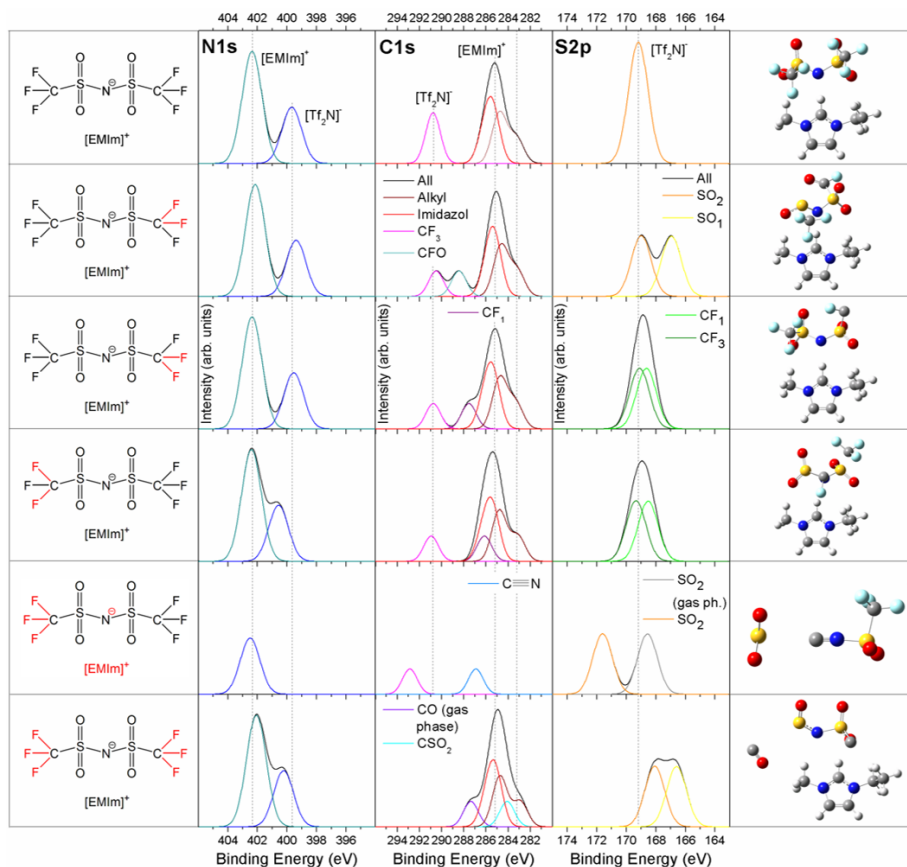 404 402 400 398 396
294 292 290 288 286 284 282
174 172 170 168 166 164
N1s
[EMIm]+
[Tf2N]-
C1s
[EMIm]+
[Tf2N]-
S2p
[Tf2N]-
F
F
F
C
O
S
O
N
⊖
O
S
O
C
F
F
F
[EMIm]+
All
Alkyl
Imidazol
CF3
CFO
All
SO2
SO1
F
F
F
C
O
S
O
N
⊖
O
S
O
C
F
F
F
[EMIm]+
Intensity (arb. units)
Intensity (arb. units)
Intensity (arb. units)
CF1
CF1
CF3
F
F
F
C
O
S
O
N
⊖
O
S
O
C
F
F
F
[EMIm]+
F
F
F
C
O
S
O
N
⊖
O
S
O
C
F
F
F
[EMIm]+
C≡N
SO2
(gas ph.)
SO2
F
F
F
C
O
S
O
N
⊖
O
S
O
C
F
F
F
[EMIm]+
CO (gas
phase)
CSO2
F
F
F
C
O
S
O
N
⊖
O
S
O
C
F
F
F
[EMIm]+
404 402 400 398 396
294 292 290 288 286 284 282
174 172 170 168 166 164
Binding Energy (eV)
Binding Energy (eV)
Binding Energy (eV)